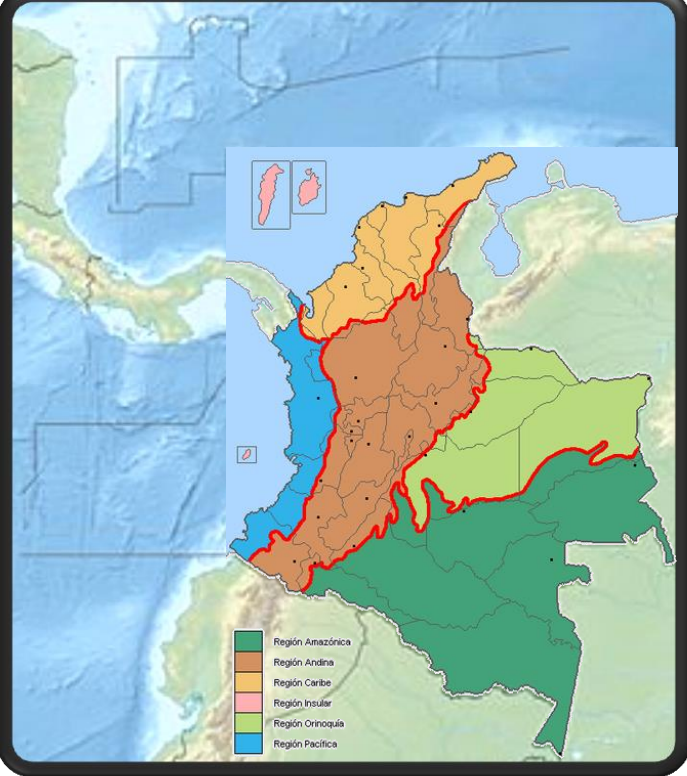 Región Amazónica
Región Andina
Región Caribe
Región Insular
Región Orinoquía
Región Pacífica